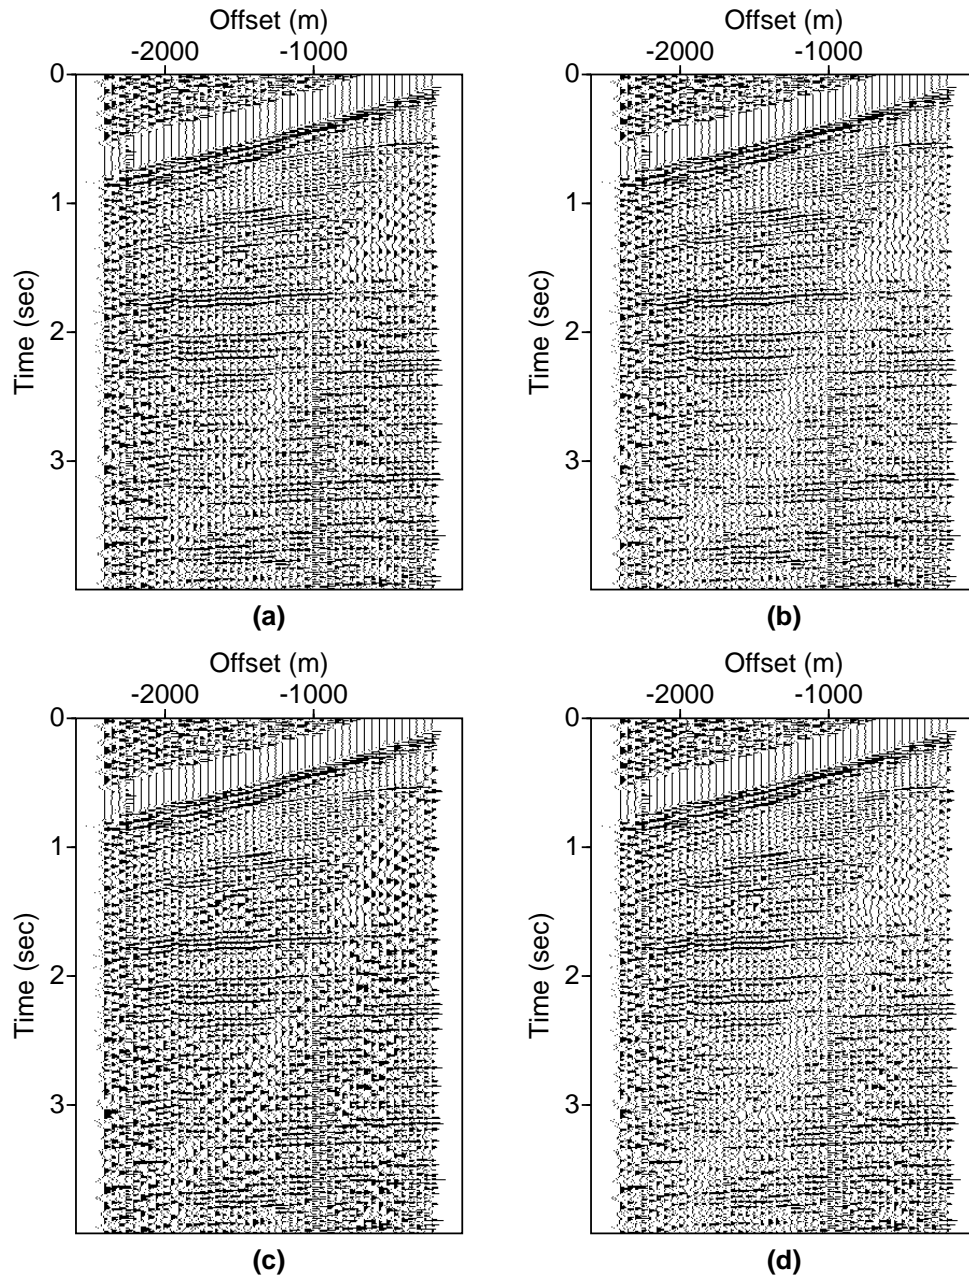 Offset (m)
-2000 -1000
0
1
2
3
Time (sec)
(a)
Offset (m)
-2000 -1000
0
1
2
3
Time (sec)
(b)
Offset (m)
-2000 -1000
0
1
2
3
Time (sec)
(c)
Offset (m)
-2000 -1000
0
1
2
3
Time (sec)
(d)